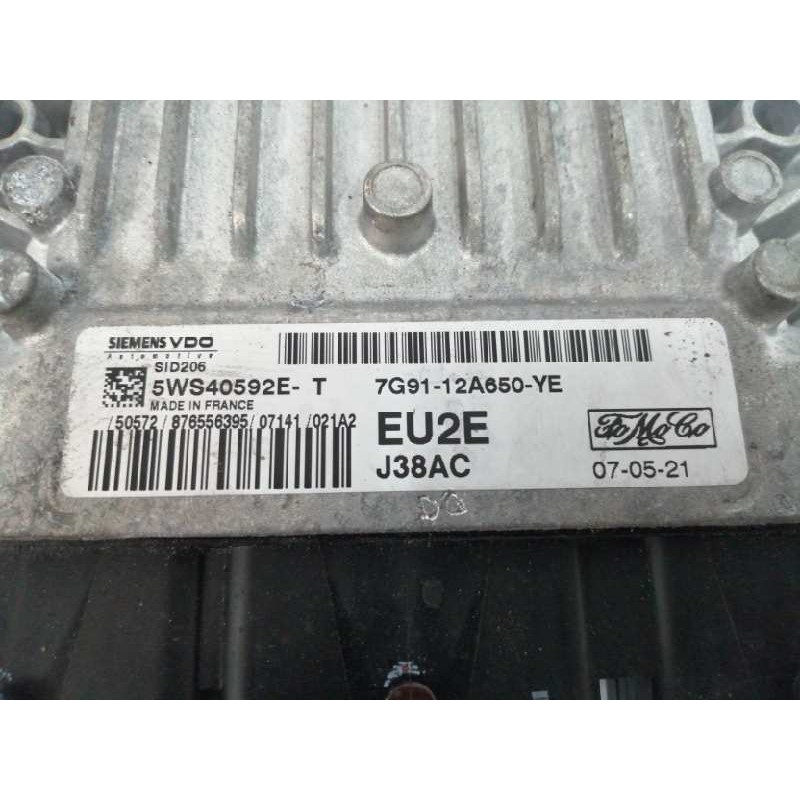 SIEMENS VDO
Automotive
SID206
5WS40592E- T
MADE IN FRANCE
/50572/876556395/07141/021A2
7G91-12A650-YE
EU2E
J38AC
FoMoCo
07-05-21